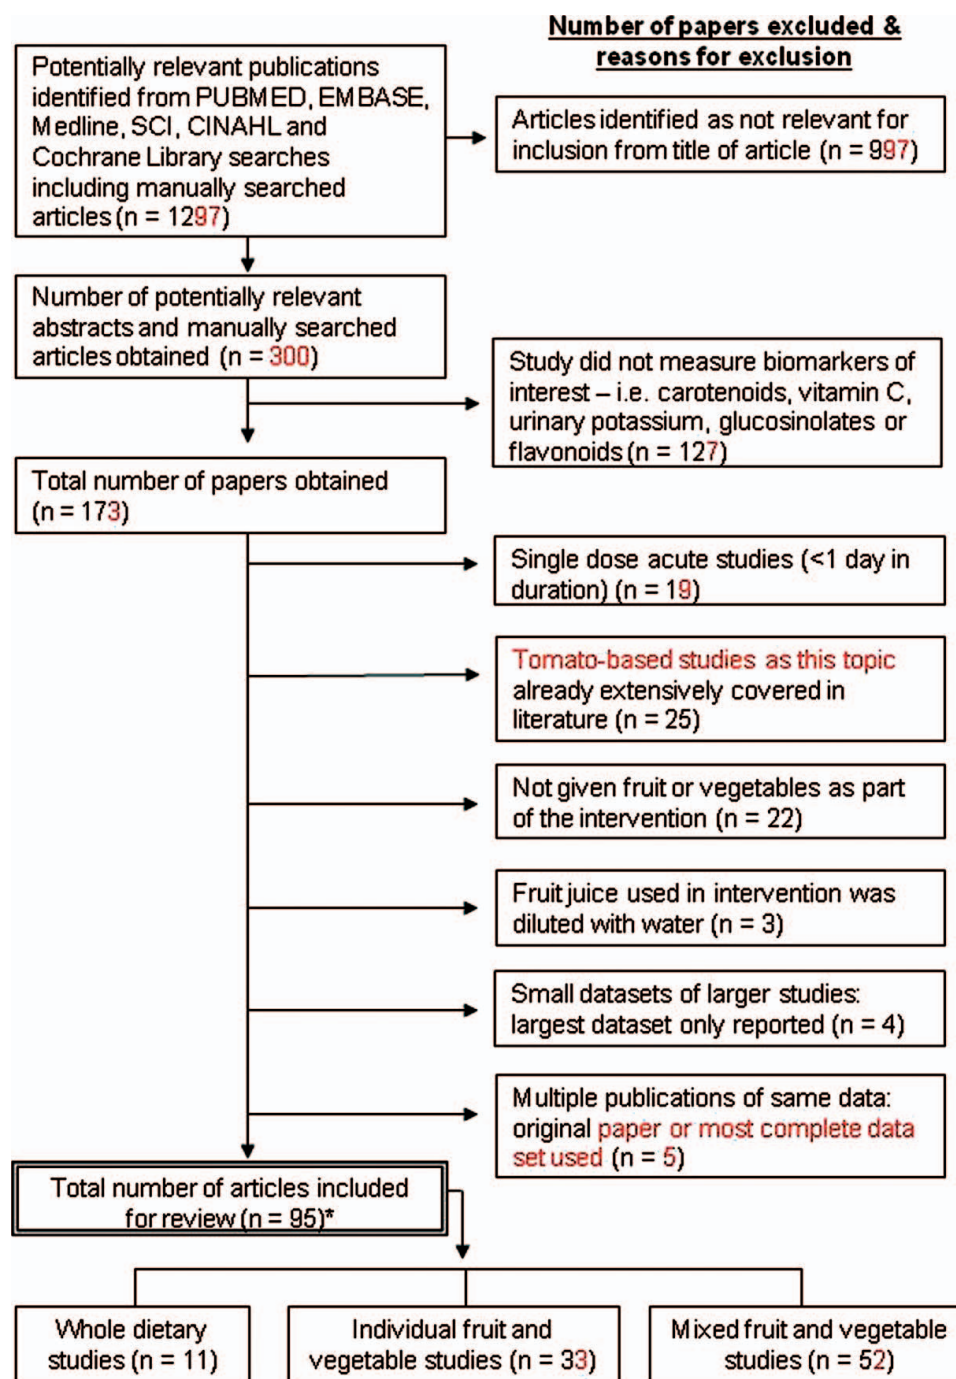 Number of papers excluded &
reasons for exclusion
Potentially relevant publications
identified from PUBMED, EMBASE,
Medline, SCI, CINAHL and
Cochrane Library searches
including manually searched
articles (n = 1297)
Articles identified as not relevant for
inclusion from title of article (n = 997)
Number of potentially relevant
abstracts and manually searched
articles obtained (n = 300)
Study did not measure biomarkers of
interest – i.e. carotenoids, vitamin C,
urinary potassium, glucosinolates or
flavonoids (n = 127)
Total number of papers obtained
(n = 173)
Single dose acute studies (<1 day in
duration) (n = 19)
Tomato-based studies as this topic
already extensively covered in
literature (n = 25)
Not given fruit or vegetables as part
of the intervention (n = 22)
Fruit juice used in intervention was
diluted with water (n = 3)
Small datasets of larger studies:
largest dataset only reported (n = 4)
Multiple publications of same data:
original paper or most complete data
set used (n = 5)
Total number of articles included
for review (n = 95)*
Whole dietary
studies (n = 11)
Individual fruit and
vegetable studies (n = 33)
Mixed fruit and vegetable
studies (n = 52)